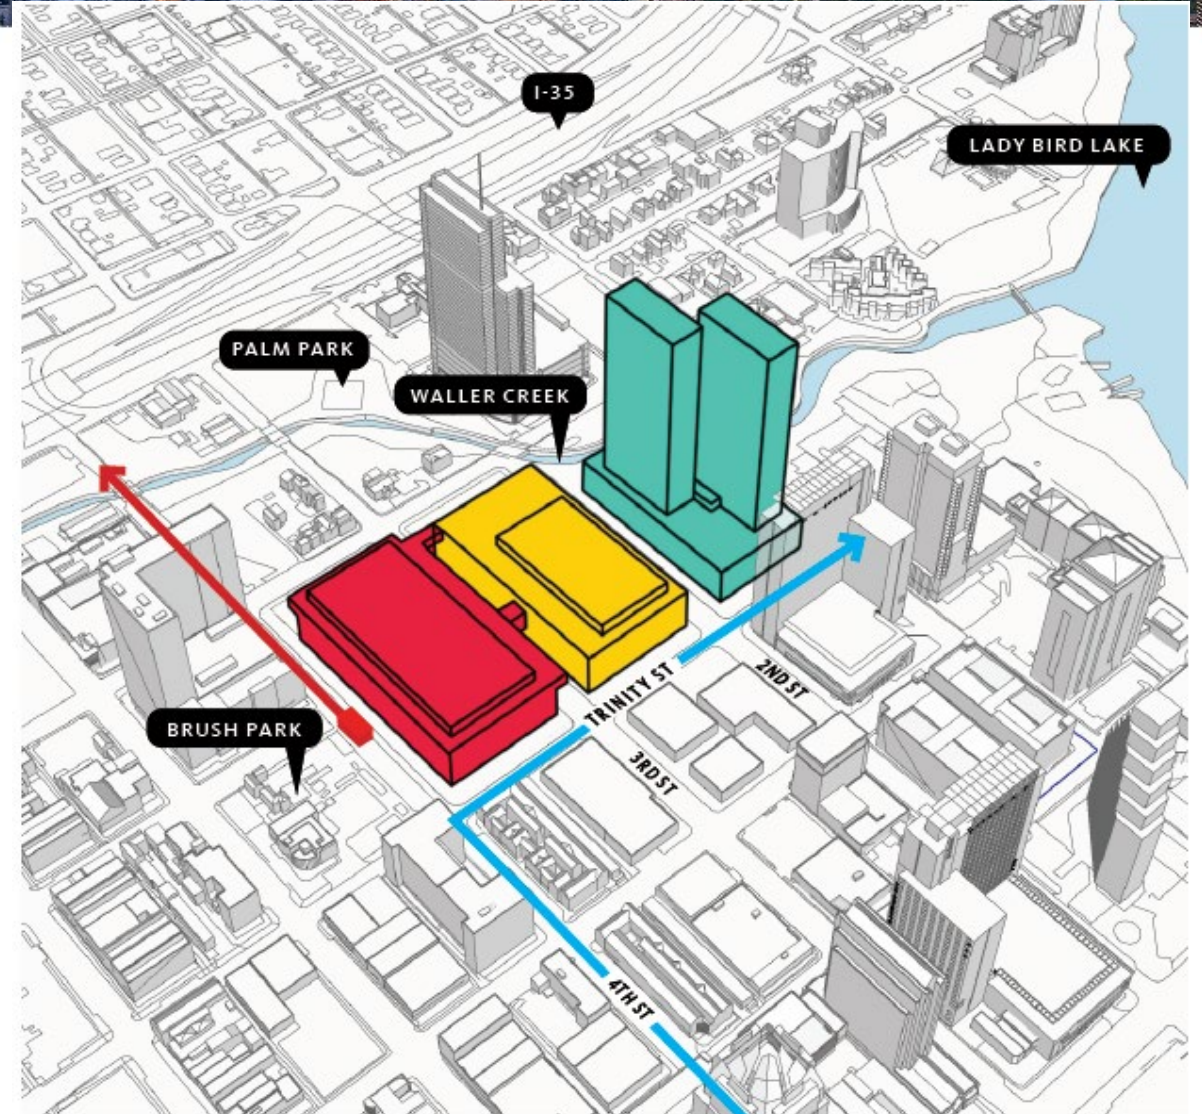 I-35
LADY BIRD LAKE
PALM PARK
WALLER CREEK
TRINITY ST
2ND ST
BRUSH PARK
3RD ST
4TH ST